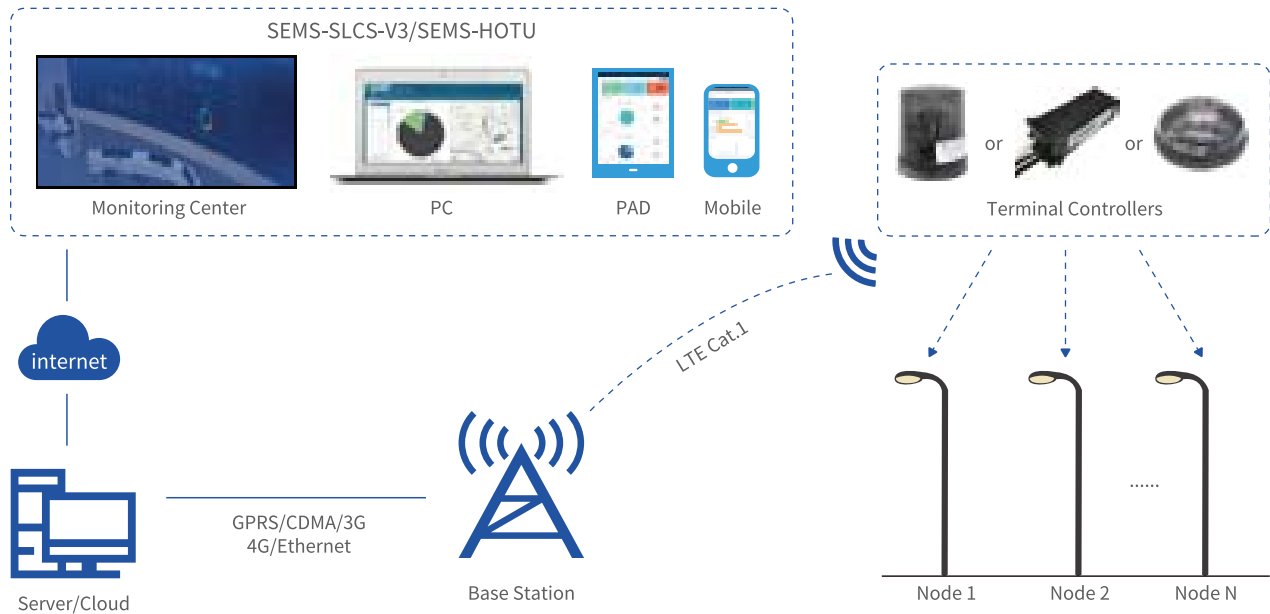 SEMS-SLCS-V3/SEMS-HOTU
Monitoring Center
PC
PAD
Mobile
or
or
Terminal Controllers
internet
LTE Cat.1
GPRS/CDMA/3G
4G/Ethernet
Server/Cloud
Base Station
......
Node 1
Node 2
Node N